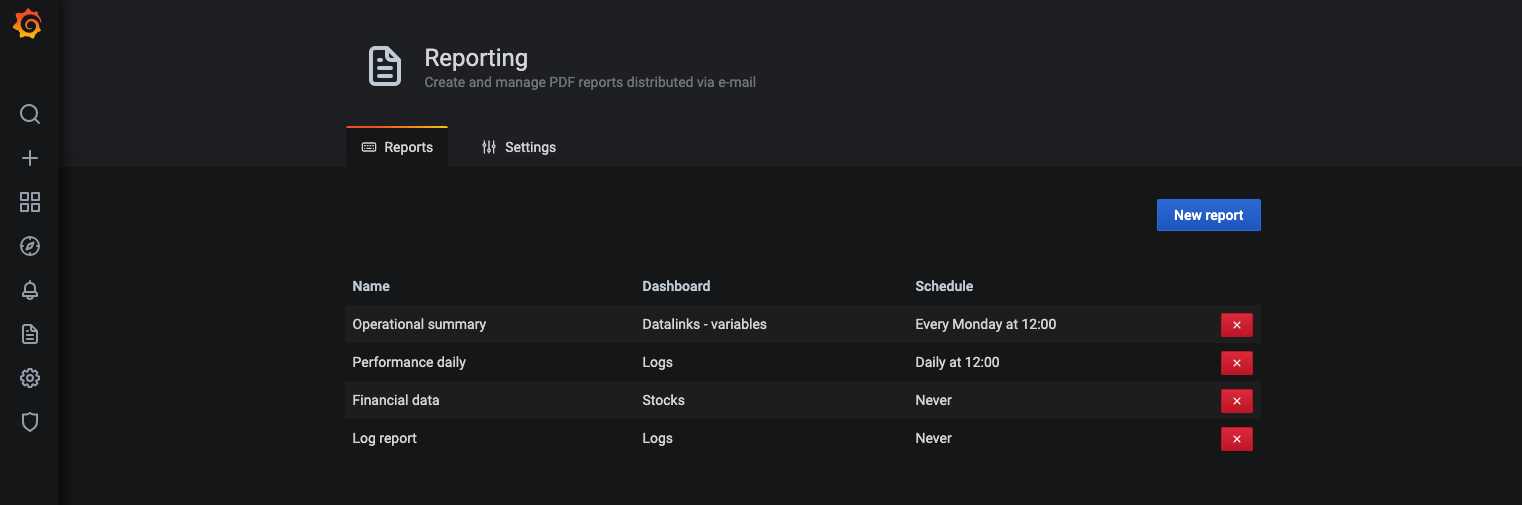 Reporting
Create and manage PDF reports distributed via e-mail
Reports Settings
New report
Name Dashboard Schedule
Operational summary Datalinks - variables Every Monday at 12:00
Performance daily Logs Daily at 12:00
Financial data Stocks Never
Log report Logs Never